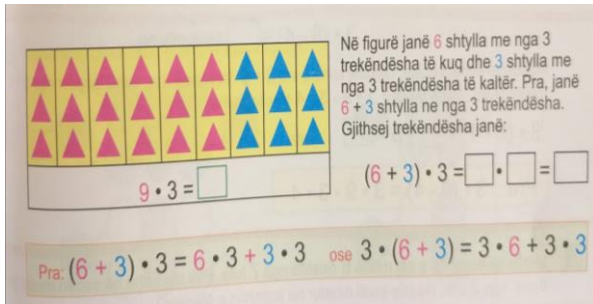 Në figurë janë 6 shtylla me nga 3
trekëndësha të kuq dhe 3 shtylla me
nga 3 trekëndësha të kaltër. Pra, janë
6 + 3 shtylla ne nga 3 trekëndësha.
Gjithsej trekëndësha janë:
(6 + 3) • 3 = □ • □ = □
9 • 3 = □
Pra: (6 + 3) • 3 = 6 • 3 + 3 • 3 ose 3 • (6 + 3) = 3 • 6 + 3 • 3